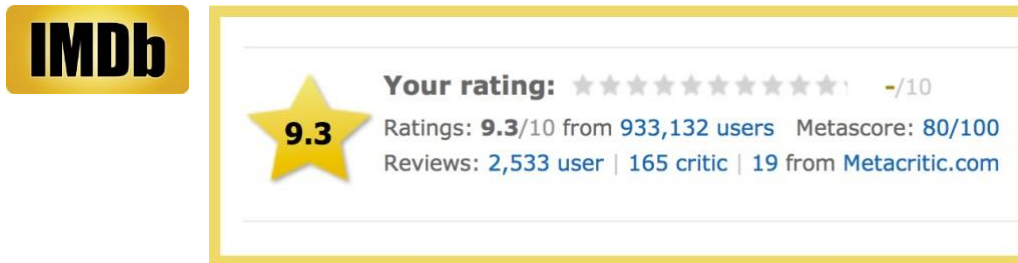 IMDb
Your rating: -/10
9.3
Ratings: 9.3/10 from 933,132 users Metascore: 80/100
Reviews: 2,533 user | 165 critic | 19 from Metacritic.com